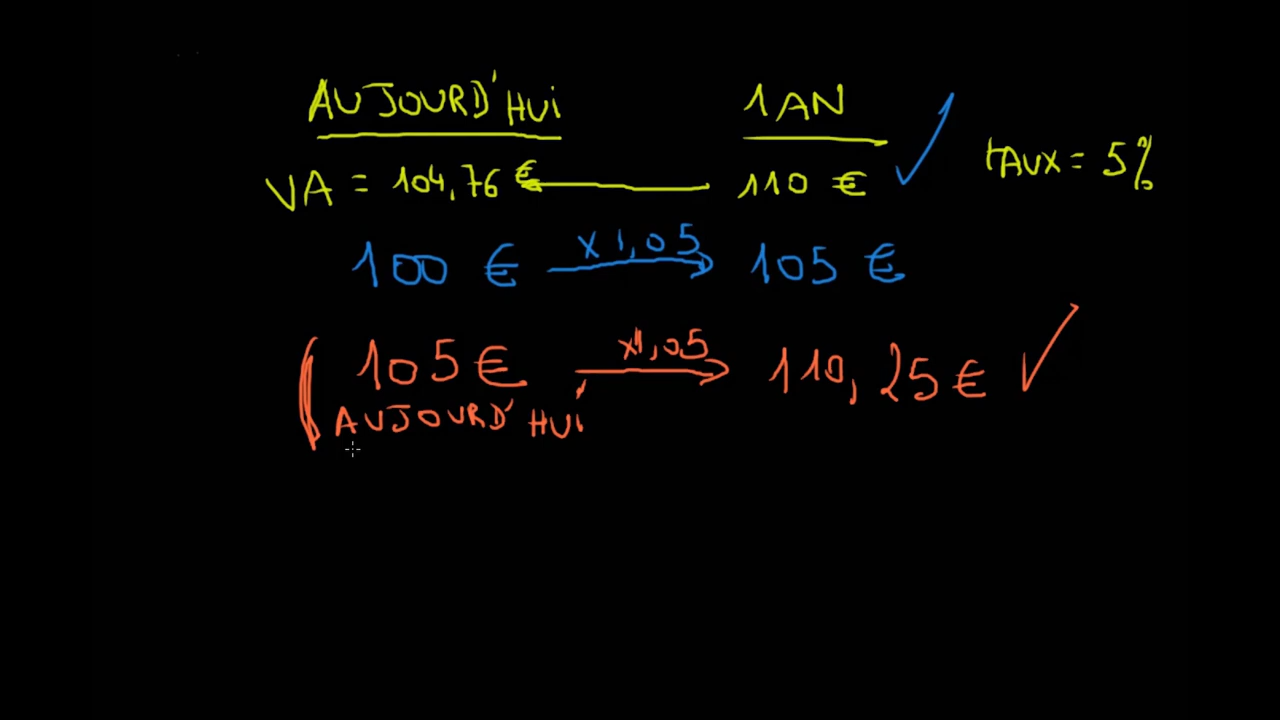 AUJOURD'HUI 1 AN
VA = 104,76 € 110 € tAUX = 5%
100 € x 1,05 105 €
105 € x1,05 110,25 €
AUJOURD'HUI